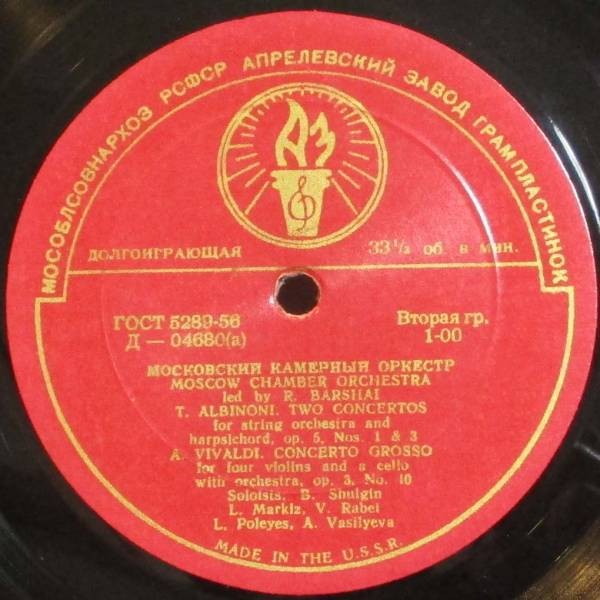 МОСОБЛСОВНАРХОЗ РСФСР АПРЕЛЕВСКИЙ ЗАВОД ГРАМПЛАСТИНОК
АЗ
ДОЛГОИГРАЮЩАЯ 33⅓ об. в мин.
ГОСТ 5289-56 Вторая гр.
Д — 04680(а) 1-00
МОСКОВСКИЙ КАМЕРНЫЙ ОРКЕСТР
MOSCOW CHAMBER ORCHESTRA
led by R. BARSHAI
T. ALBINONI. TWO CONCERTOS
for string orchestra and
harpsichord, op. 5, Nos. 1 & 3
A. VIVALDI. CONCERTO GROSSO
for four violins and a cello
with orchestra, op. 3, No. 10
Soloists, B. Shulgin
L. Markiz, V. Rabei
L. Poleyes, A. Vasilyeva
MADE IN THE U.S.S.R.